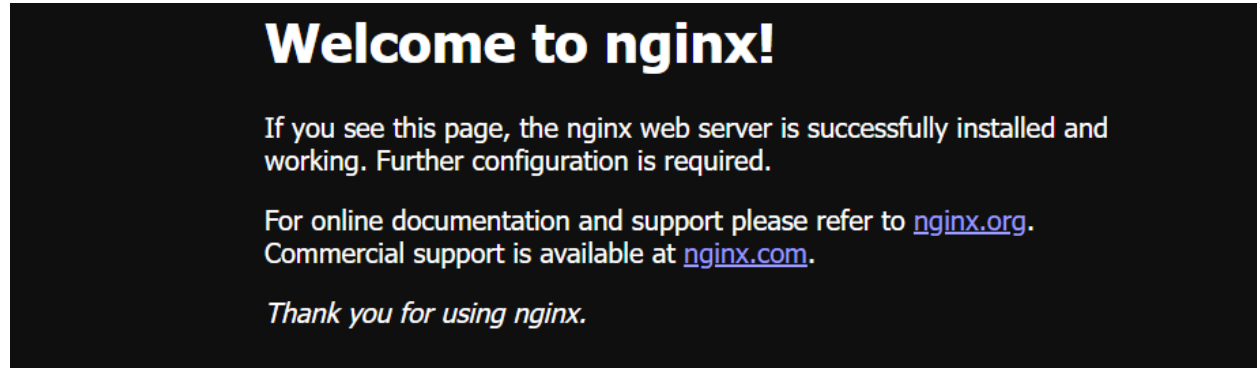 Welcome to nginx!
If you see this page, the nginx web server is successfully installed and
working. Further configuration is required.
For online documentation and support please refer to nginx.org.
Commercial support is available at nginx.com.
Thank you for using nginx.